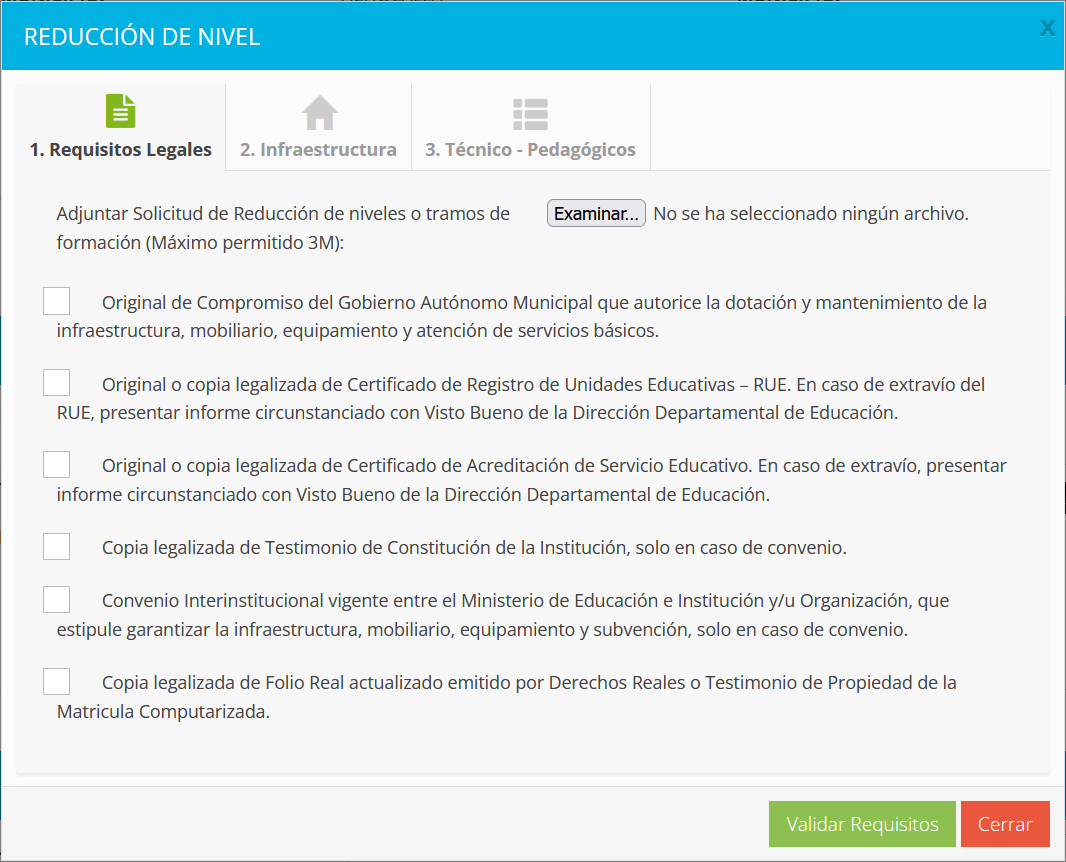 REDUCCIÓN DE NIVEL
X
1. Requisitos Legales
2. Infraestructura
3. Técnico - Pedagógicos
Adjuntar Solicitud de Reducción de niveles o tramos de
formación (Máximo permitido 3M):
Examinar... No se ha seleccionado ningún archivo.
Original de Compromiso del Gobierno Autónomo Municipal que autorice la dotación y mantenimiento de la
infraestructura, mobiliario, equipamiento y atención de servicios básicos.
Original o copia legalizada de Certificado de Registro de Unidades Educativas – RUE. En caso de extravío del
RUE, presentar informe circunstanciado con Visto Bueno de la Dirección Departamental de Educación.
Original o copia legalizada de Certificado de Acreditación de Servicio Educativo. En caso de extravío, presentar
informe circunstanciado con Visto Bueno de la Dirección Departamental de Educación.
Copia legalizada de Testimonio de Constitución de la Institución, solo en caso de convenio.
Convenio Interinstitucional vigente entre el Ministerio de Educación e Institución y/u Organización, que
estipule garantizar la infraestructura, mobiliario, equipamiento y subvención, solo en caso de convenio.
Copia legalizada de Folio Real actualizado emitido por Derechos Reales o Testimonio de Propiedad de la
Matricula Computarizada.
Validar Requisitos
Cerrar